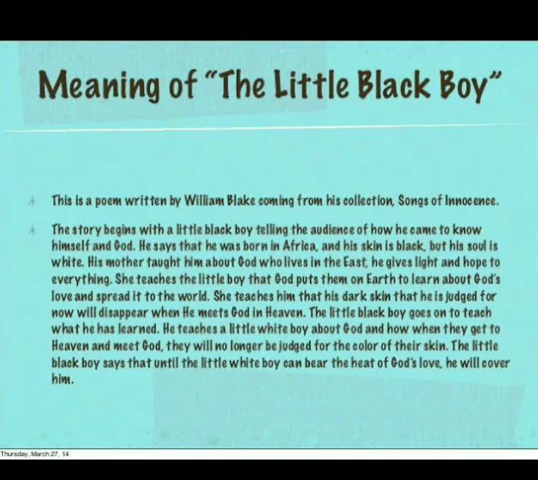 Meaning of “The Little Black Boy”
This is a poem written by William Blake coming from his collection, Songs of Innocence.
The story begins with a little black boy telling the audience of how he came to know
himself and God. He says that he was born in Africa, and his skin is black, but his soul is
white. His mother taught him about God who lives in the East, he gives light and hope to
everything. She teaches the little boy that God puts them on Earth to learn about God's
love and spread it to the world. She teaches him that his dark skin that he is judged for
now will disappear when He meets God in Heaven. The little black boy goes on to teach
what he has learned. He teaches a little white boy about God and how when they get to
Heaven and meet God, they will no longer be judged for the color of their skin. The little
black boy says that until the little white boy can bear the heat of God's love, he will cover
him.
Thursday, March 27, 14